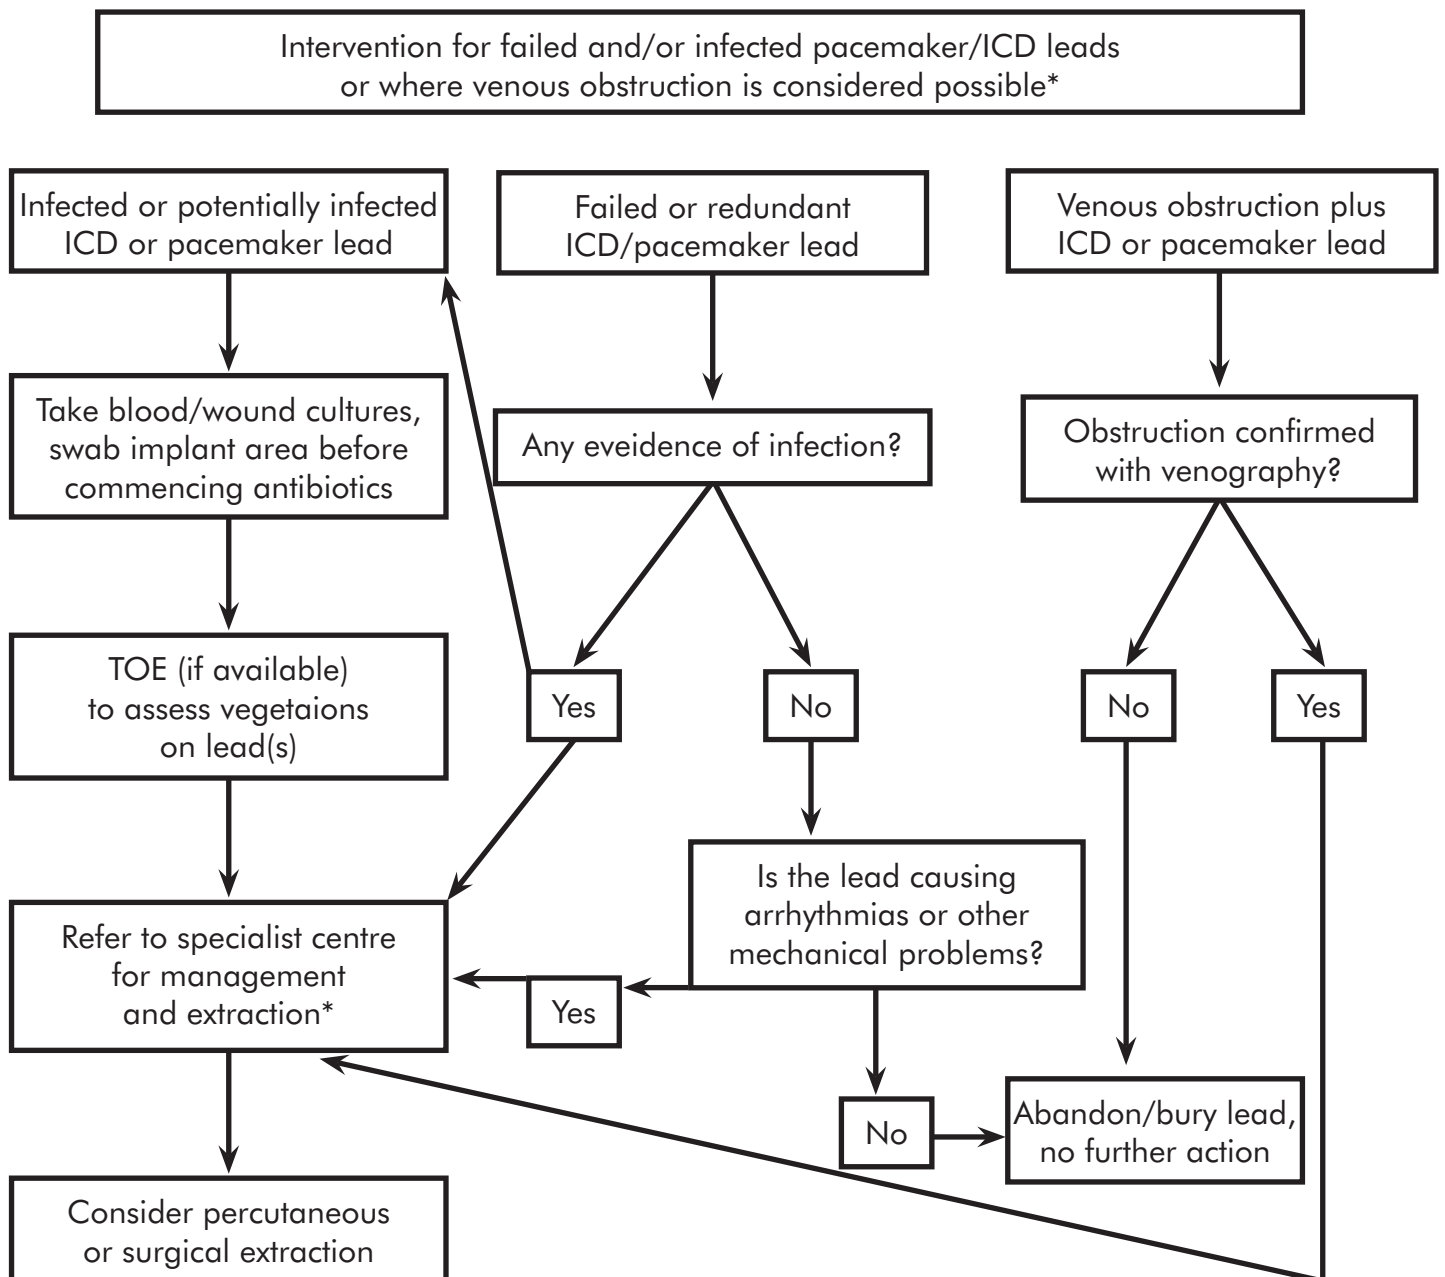 Intervention for failed and/or infected pacemaker/ICD leads
or where venous obstruction is considered possible*
Infected or potentially infected
ICD or pacemaker lead
Failed or redundant
ICD/pacemaker lead
Venous obstruction plus
ICD or pacemaker lead
Take blood/wound cultures,
swab implant area before
commencing antibiotics
Any eveidence of infection?
Obstruction confirmed
with venography?
TOE (if available)
to assess vegetaions
on lead(s)
Yes
No
No
Yes
Is the lead causing
arrhythmias or other
mechanical problems?
Refer to specialist centre
for management
and extraction*
Yes
No
Abandon/bury lead,
no further action
Consider percutaneous
or surgical extraction